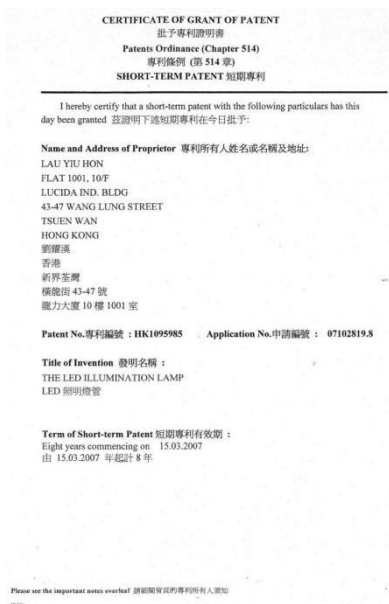 CERTIFICATE OF GRANT OF PATENT
批予專利證明書
Patents Ordinance (Chapter 514)
專利條例 (第 514 章)
SHORT-TERM PATENT 短期專利
I hereby certify that a short-term patent with the following particulars has this
day been granted 茲證明下述短期專利在今日批予:
Name and Address of Proprietor 專利所有人姓名或名稱及地址:
LAU YIU HON
FLAT 1001, 10/F
LUCIDA IND. BLDG
43-47 WANG LUNG STREET
TSUEN WAN
HONG KONG
劉耀漢
香港
新界荃灣
橫龍街 43-47 號
龍力大廈 10 樓 1001 室
Patent No.專利編號 : HK1095985 Application No.申請編號 : 07102819.8
Title of Invention 發明名稱 :
THE LED ILLUMINATION LAMP
LED 照明燈管
Term of Short-term Patent 短期專利有效期 :
Eight years commencing on 15.03.2007
由 15.03.2007 年起計 8 年
Please see the important notes overleaf 請細閱背頁的專利所有人須知